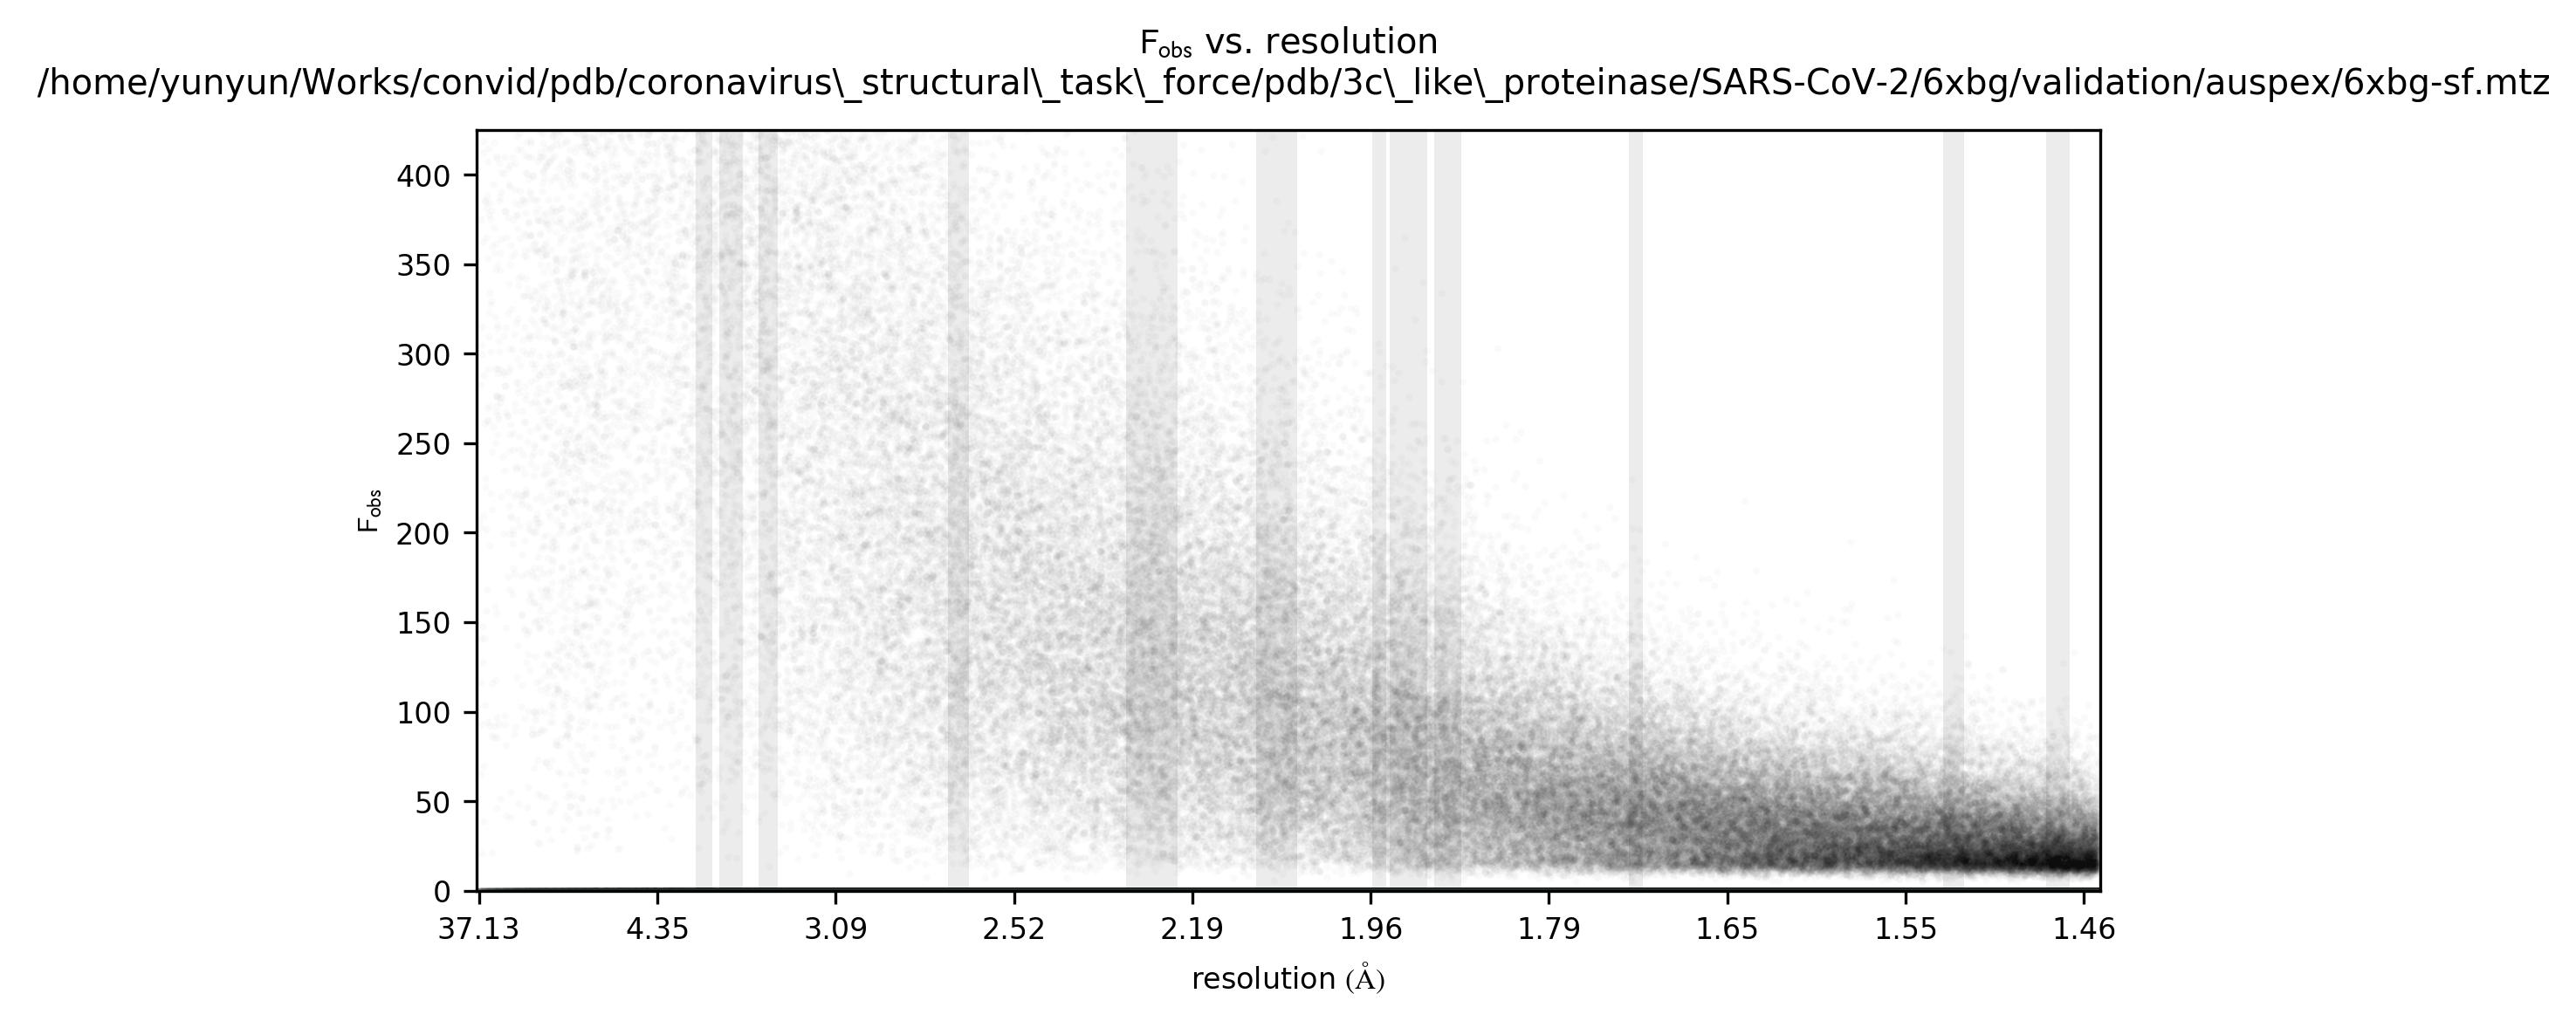 Fobs vs. resolution
/home/yunyun/Works/convid/pdb/coronavirus\_structural\_task\_force/pdb/3c\_like\_proteinase/SARS-CoV-2/6xbg/validation/auspex/6xbg-sf.mtz
Fobs
400
350
300
250
200
150
100
50
0
37.13 4.35 3.09 2.52 2.19 1.96 1.79 1.65 1.55 1.46
resolution (Å)